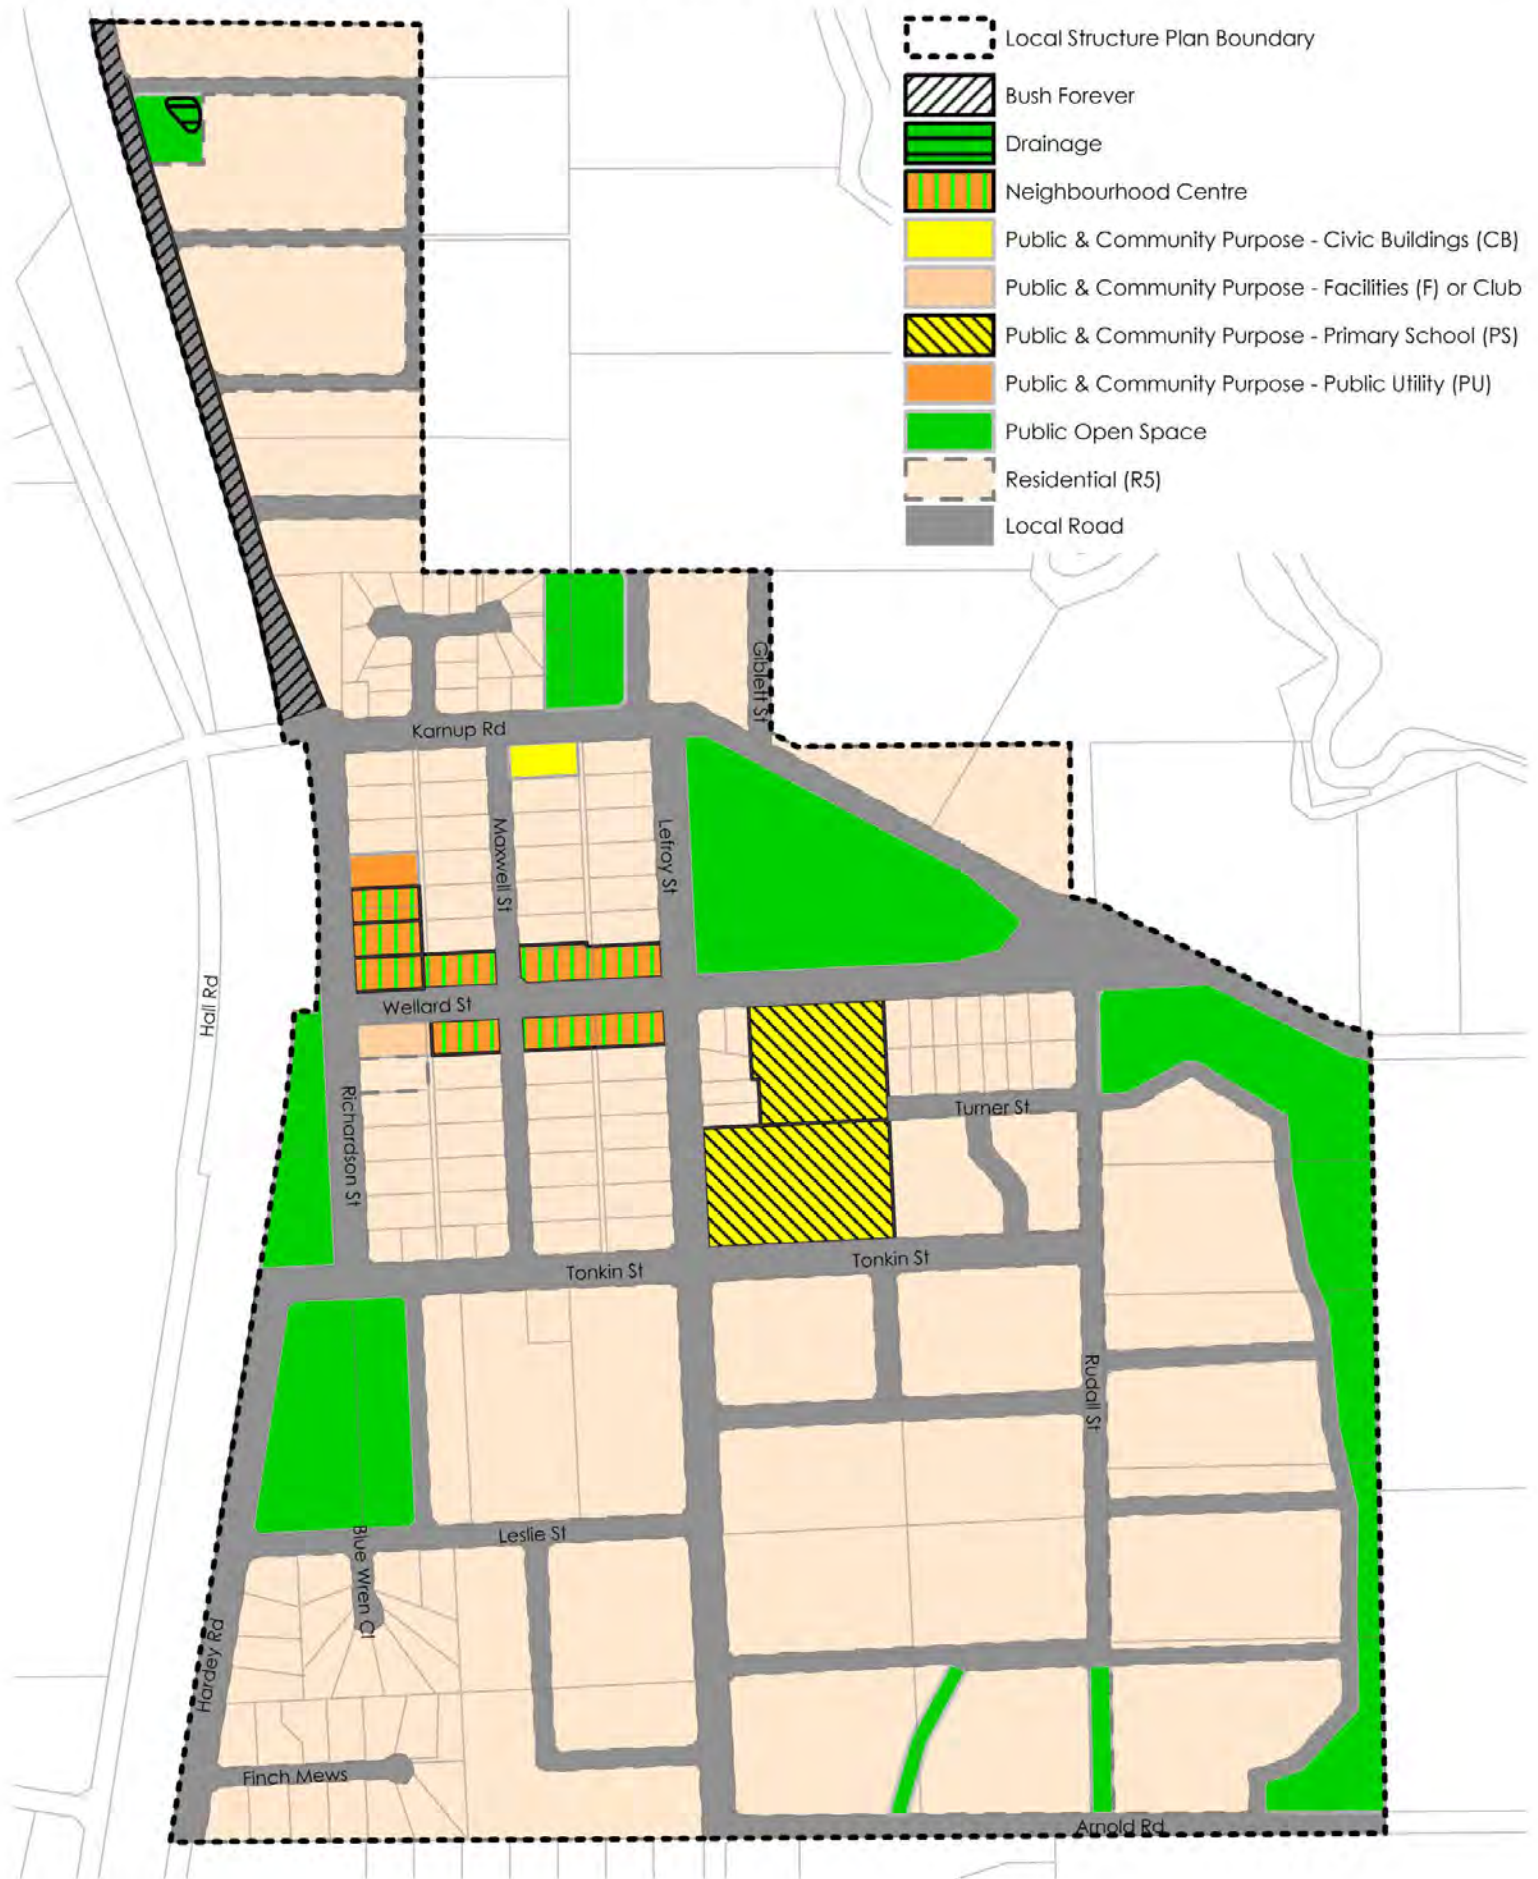 Local Structure Plan Boundary
Bush Forever
Drainage
Neighbourhood Centre
Public & Community Purpose - Civic Buildings (CB)
Public & Community Purpose - Facilities (F) or Club
Public & Community Purpose - Primary School (PS)
Public & Community Purpose - Public Utility (PU)
Public Open Space
Residential (R5)
Local Road
Giblett St
Karnup Rd
Maxwell St
Lefroy St
Hall Rd
Wellard St
Richardson St
Turner St
Tonkin St
Tonkin St
Rudall St
Leslie St
Blue Wren Ct
Hardey Rd
Finch Mews
Arnold Rd